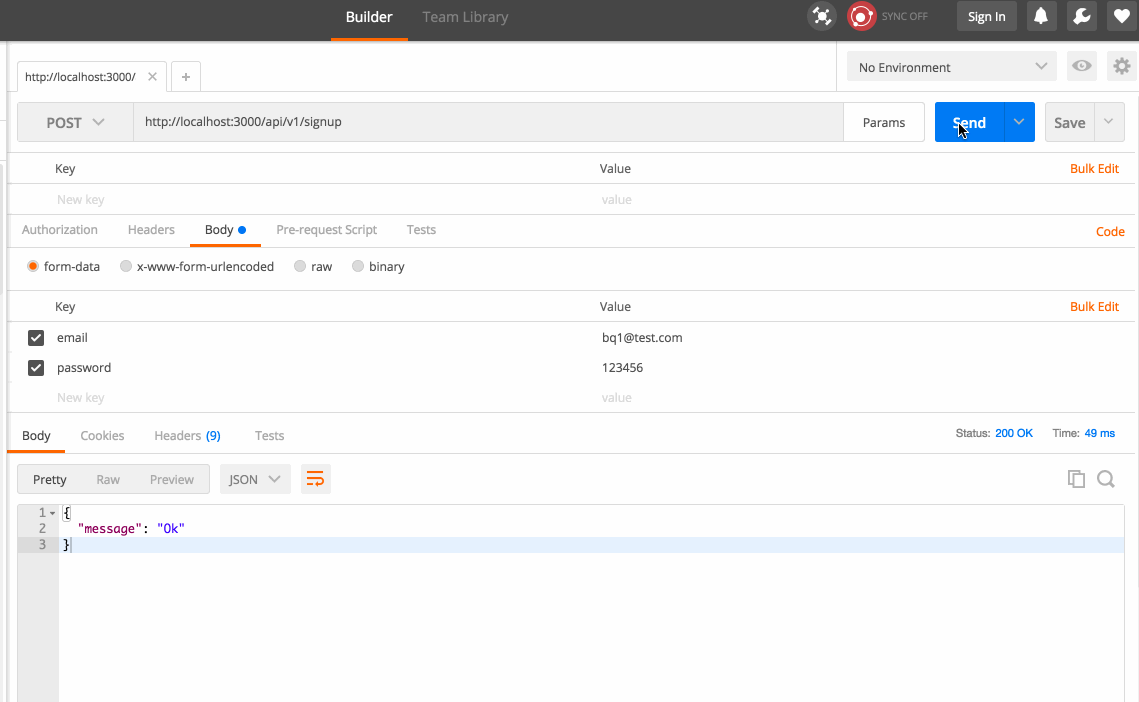 Builder Team Library SYNC OFF Sign In
http://localhost:3000/ No Environment
POST http://localhost:3000/api/v1/signup Params Send Save
Key Value Bulk Edit
New key value
Authorization Headers Body Pre-request Script Tests Code
form-data x-www-form-urlencoded raw binary
Key Value Bulk Edit
email bq1@test.com
password 123456
New key value
Body Cookies Headers (9) Tests Status: 200 OK Time: 49 ms
Pretty Raw Preview JSON
1 {
2 "message": "Ok"
3 }